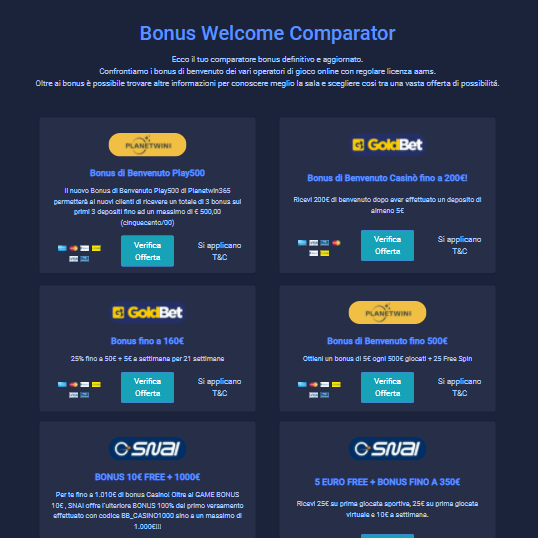 Bonus Welcome Comparator
Ecco il tuo comparatore bonus definitivo e aggiornato.
Confrontiamo i bonus di benvenuto dei vari operatori di gioco online con regolare licenza aams.
Oltre ai bonus è possibile trovare altre informazioni per conoscere meglio la sala e scegliere così tra una vasta offerta di possibilità.
PLANETWIN
Bonus di Benvenuto Play500
Il nuovo Bonus di Benvenuto Play500 di Planetwin365
permetterà ai nuovi clienti di ricevere un totale di 3 bonus sui
primi 3 depositi fino ad un massimo di € 500,00
(cinquecento/00)
Verifica
Offerta
Si applicano
T&C
GoldBet
Bonus di Benvenuto Casinò fino a 200€!
Ricevi 200€ di benvenuto dopo aver effettuato un deposito di
almeno 5€
Verifica
Offerta
Si applicano
T&C
GoldBet
Bonus fino a 160€
25% fino a 50€ + 5€ a settimana per 21 settimane
Verifica
Offerta
Si applicano
T&C
PLANETWIN
Bonus di Benvenuto fino 500€
Ottieni un bonus di 5€ ogni 500€ giocati + 25 Free Spin
Verifica
Offerta
Si applicano
T&C
SNAI
BONUS 10€ FREE + 1000€
Per te fino a 1.010€ di bonus Casino! Oltre al GAME BONUS
10€ , SNAI offre l'ulteriore BONUS 100% del primo versamento
effettuato con codice BB_CASINO1000 sino a un massimo di
1.000€!!!
SNAI
5 EURO FREE + BONUS FINO A 350€
Ricevi 25€ su prima giocata sportiva, 25€ su prima giocata
virtuale e 10€ a settimana.